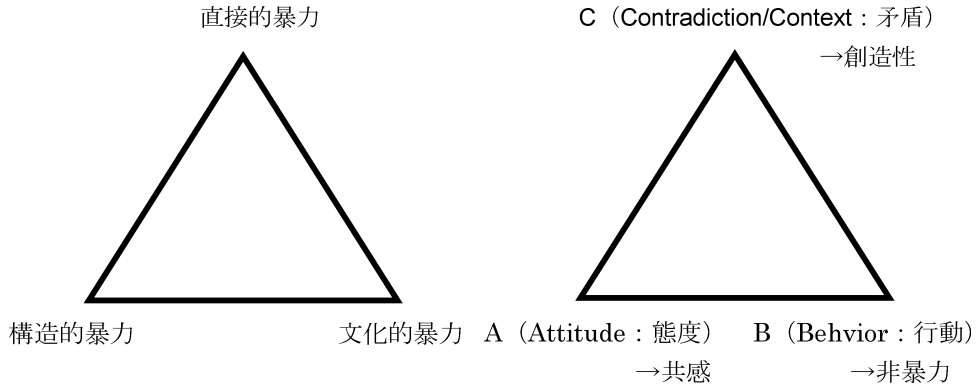 直接的暴力
構造的暴力
文化的暴力
C（Contradiction/Context：矛盾）
→創造性
A（Attitude：態度）
→共感
B（Behvior：行動）
→非暴力